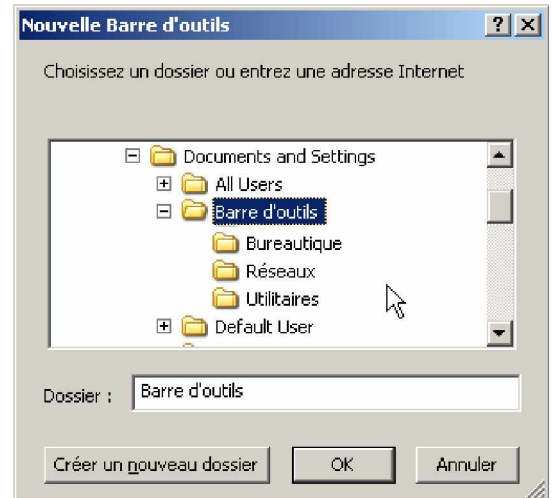 Nouvelle Barre d'outils
Choisissez un dossier ou entrez une adresse Internet
Documents and Settings
All Users
Barre d'outils
Bureautique
Réseaux
Utilitaires
Default User
Dossier : Barre d'outils
Créer un nouveau dossier OK Annuler